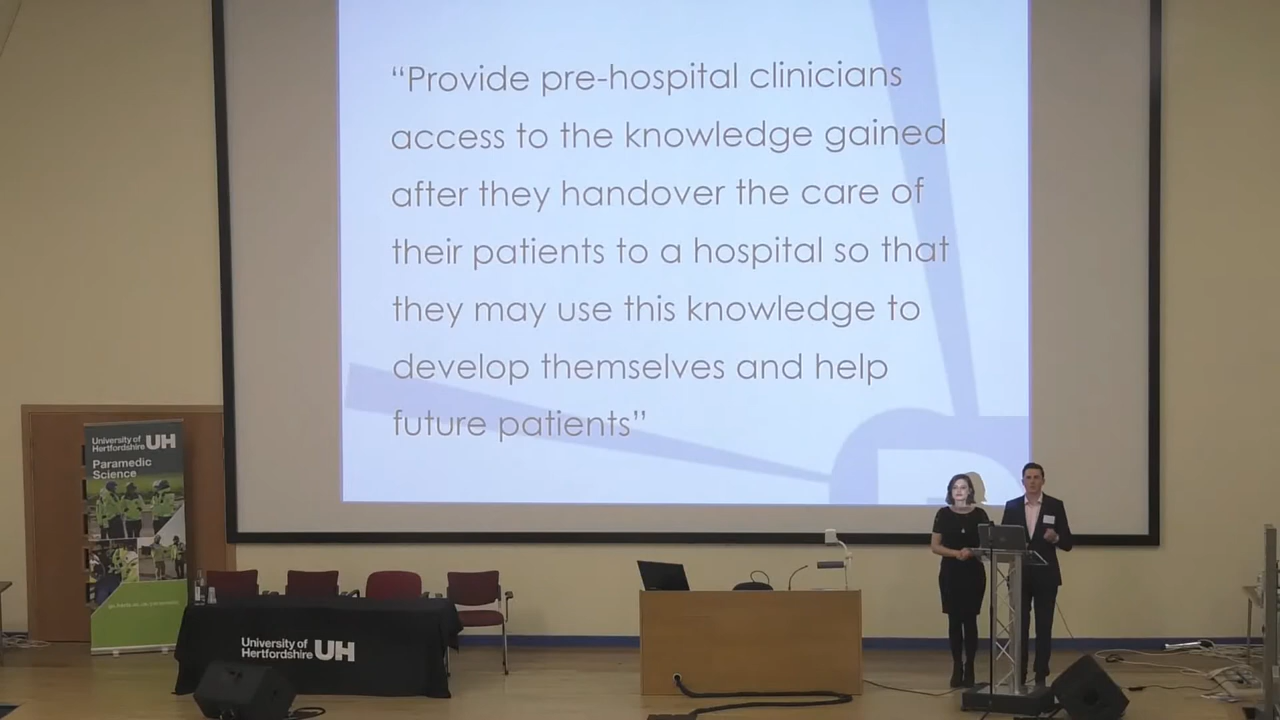 “Provide pre-hospital clinicians
access to the knowledge gained
after they handover the care of
their patients to a hospital so that
they may use this knowledge to
develop themselves and help
future patients”
University of
Hertfordshire UH
Paramedic
Science
University of
Hertfordshire UH